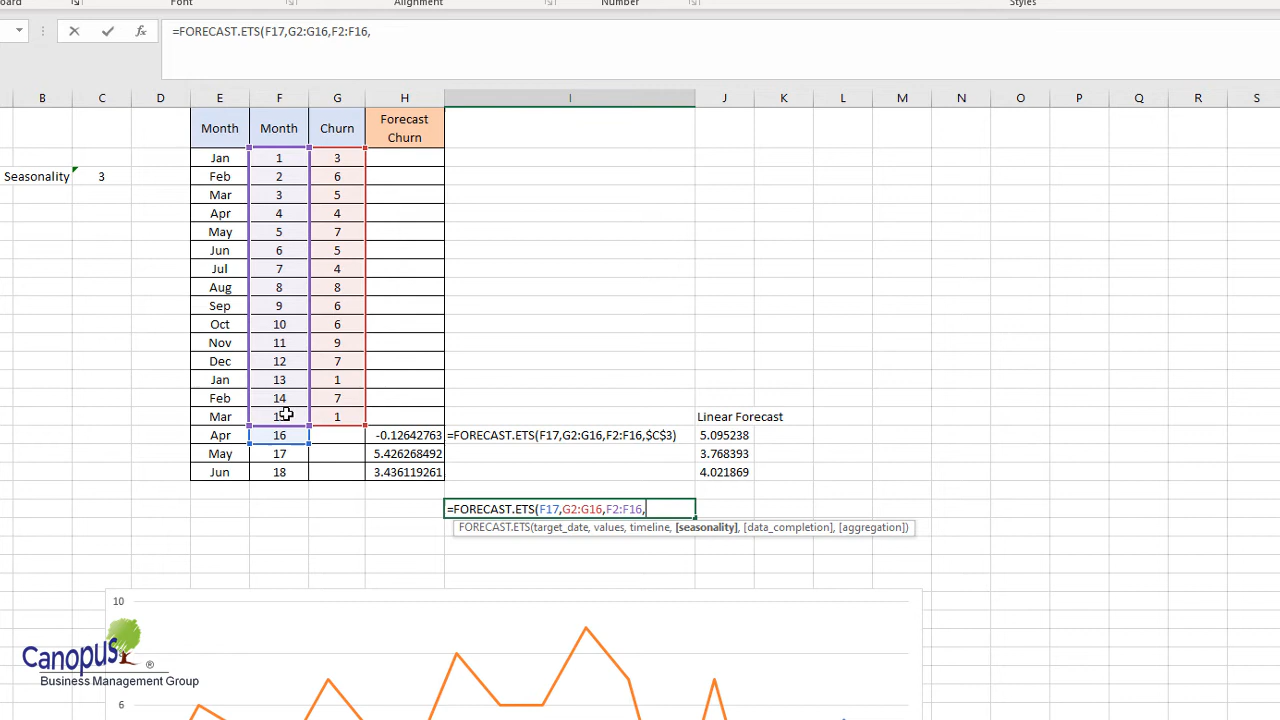 Font Alignment Number Styles
=FORECAST.ETS(F17,G2:G16,F2:F16,
B C D E F G H I J K L M N O P Q R S
Month Month Churn Forecast Churn
Jan 1 3
Seasonality 3 Feb 2 6
Mar 3 5
Apr 4 4
May 5 7
Jun 6 5
Jul 7 4
Aug 8 8
Sep 9 6
Oct 10 6
Nov 11 9
Dec 12 7
Jan 13 1
Feb 14 7
Mar 1 1 Linear Forecast
Apr 16 -0.12642763 =FORECAST.ETS(F17,G2:G16,F2:F16,$C$3) 5.095238
May 17 5.426268492 3.768393
Jun 18 3.436119261 4.021869
=FORECAST.ETS(F17,G2:G16,F2:F16,
FORECAST.ETS(target_date, values, timeline, [seasonality], [data_completion], [aggregation])
10
6
Canopus ®
Business Management Group